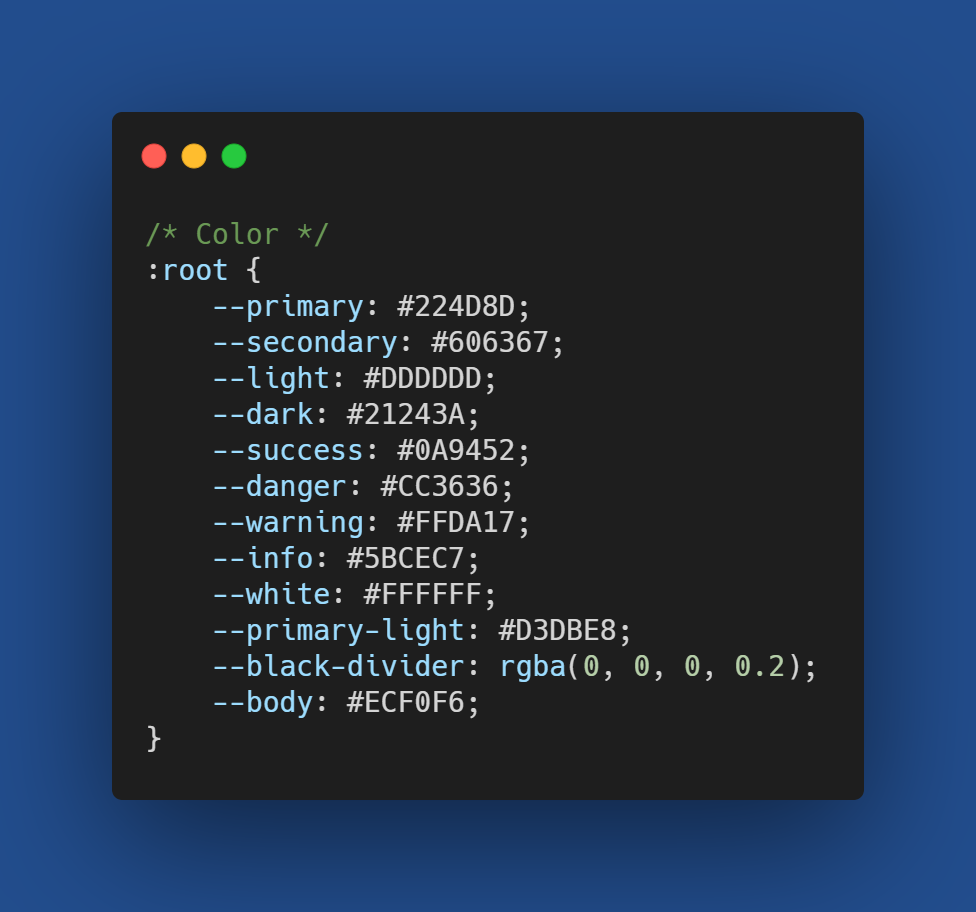 /* Color */
:root {
    --primary: #224D8D;
    --secondary: #606367;
    --light: #DDDDDD;
    --dark: #21243A;
    --success: #0A9452;
    --danger: #CC3636;
    --warning: #FFDA17;
    --info: #5BCEC7;
    --white: #FFFFFF;
    --primary-light: #D3DBE8;
    --black-divider: rgba(0, 0, 0, 0.2);
    --body: #ECF0F6;
}